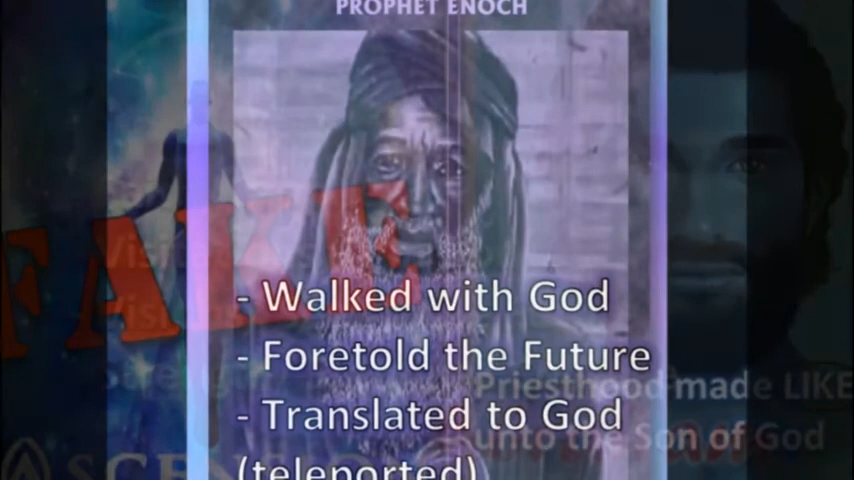 PROPHET ENOCH
FAKE
- Walked with God
- Foretold the Future
- Translated to God
(teleported)
Priesthood made LIKE
unto the Son of God